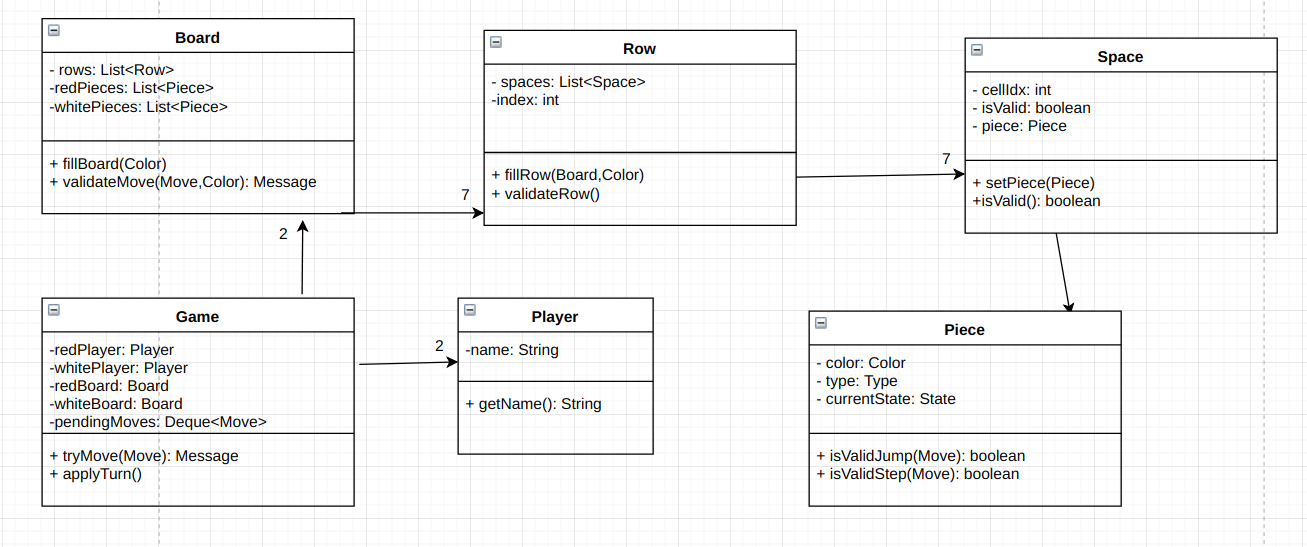 Board
- rows: List<Row>
-redPieces: List<Piece>
-whitePieces: List<Piece>
+ fillBoard(Color)
+ validateMove(Move,Color): Message
7
Row
- spaces: List<Space>
-index: int
+ fillRow(Board,Color)
+ validateRow()
7
Space
- cellIdx: int
- isValid: boolean
- piece: Piece
+ setPiece(Piece)
+isValid(): boolean
2
Game
-redPlayer: Player
-whitePlayer: Player
-redBoard: Board
-whiteBoard: Board
-pendingMoves: Deque<Move>
+ tryMove(Move): Message
+ applyTurn()
2
Player
-name: String
+ getName(): String
Piece
- color: Color
- type: Type
- currentState: State
+ isValidJump(Move): boolean
+ isValidStep(Move): boolean